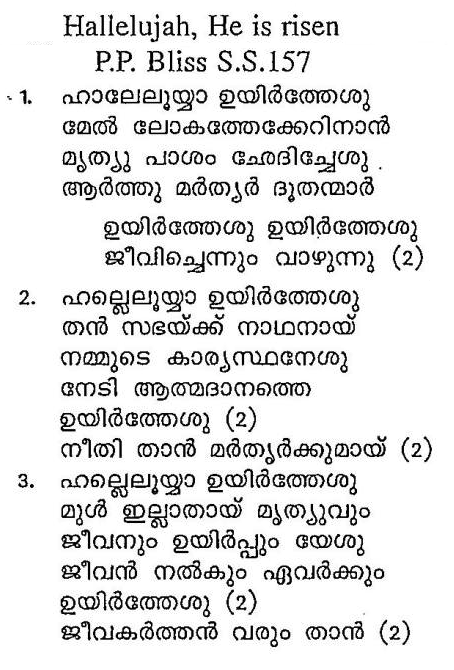 Hallelujah, He is risen
P.P. Bliss S.S.157
1. ഹാലേലൂയ്യാ ഉയിർത്തേശു
മേൽ ലോകത്തേക്കേറിനാൻ
മൃത്യു പാശം ഛേദിച്ചേശു
ആർത്തു മർത്യർ ദൂതന്മാർ
ഉയിർത്തേശു ഉയിർത്തേശു
ജീവിച്ചെന്നും വാഴുന്നു (2)
2. ഹല്ലെലൂയ്യാ ഉയിർത്തേശു
തൻ സഭയ്ക്ക് നാഥനായ്
നമ്മുടെ കാര്യസ്ഥനേശു
നേടി ആത്മദാനത്തെ
ഉയിർത്തേശു (2)
നീതി താൻ മർതൃർക്കുമായ് (2)
3. ഹല്ലെലൂയ്യാ ഉയിർത്തേശു
മുൾ ഇല്ലാതായ് മൃത്യുവും
ജീവനും ഉയിർപ്പും യേശു
ജീവൻ നൽകും ഏവർക്കും
ഉയിർത്തേശു (2)
ജീവകർത്തൻ വരും താൻ (2)